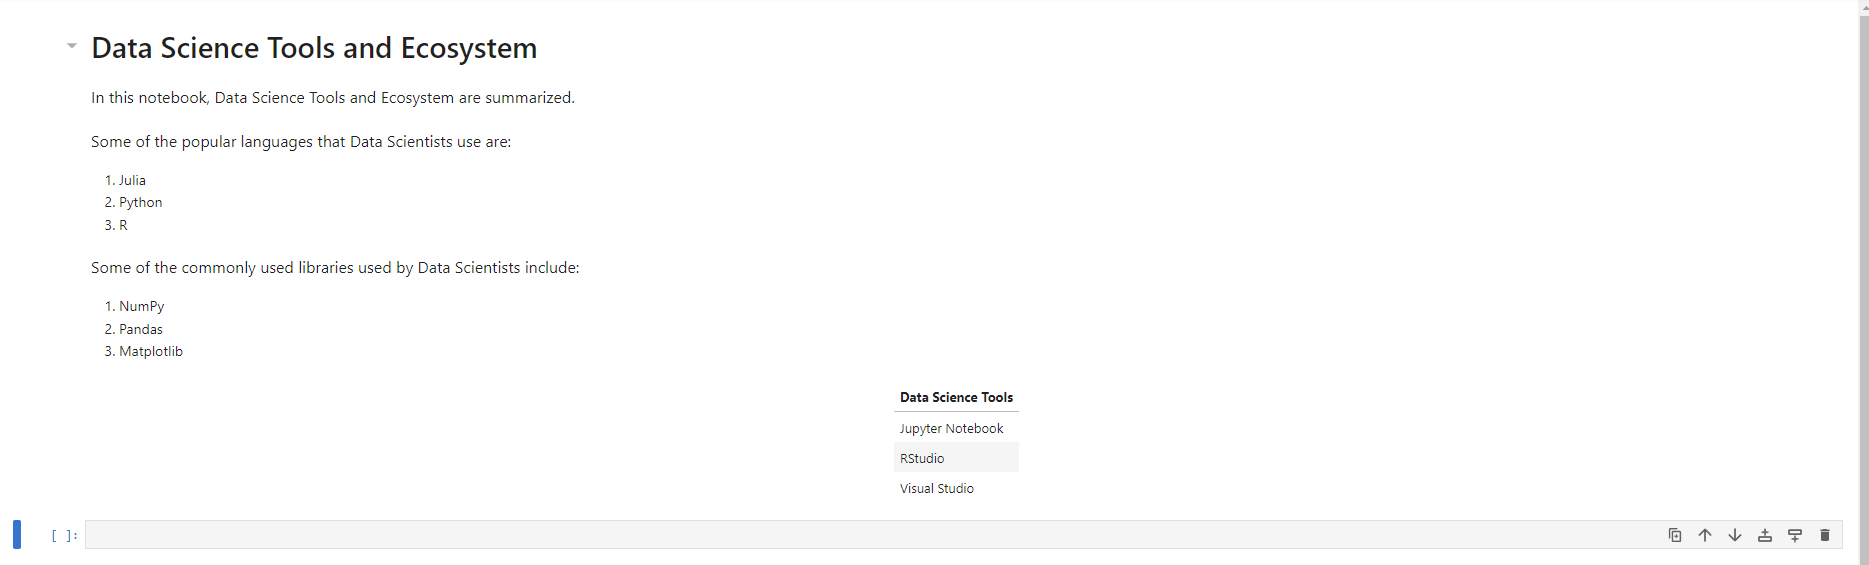 Data Science Tools and Ecosystem
In this notebook, Data Science Tools and Ecosystem are summarized.
Some of the popular languages that Data Scientists use are:
1. Julia
2. Python
3. R
Some of the commonly used libraries used by Data Scientists include:
1. NumPy
2. Pandas
3. Matplotlib
Data Science Tools
Jupyter Notebook
RStudio
Visual Studio
[ ]: